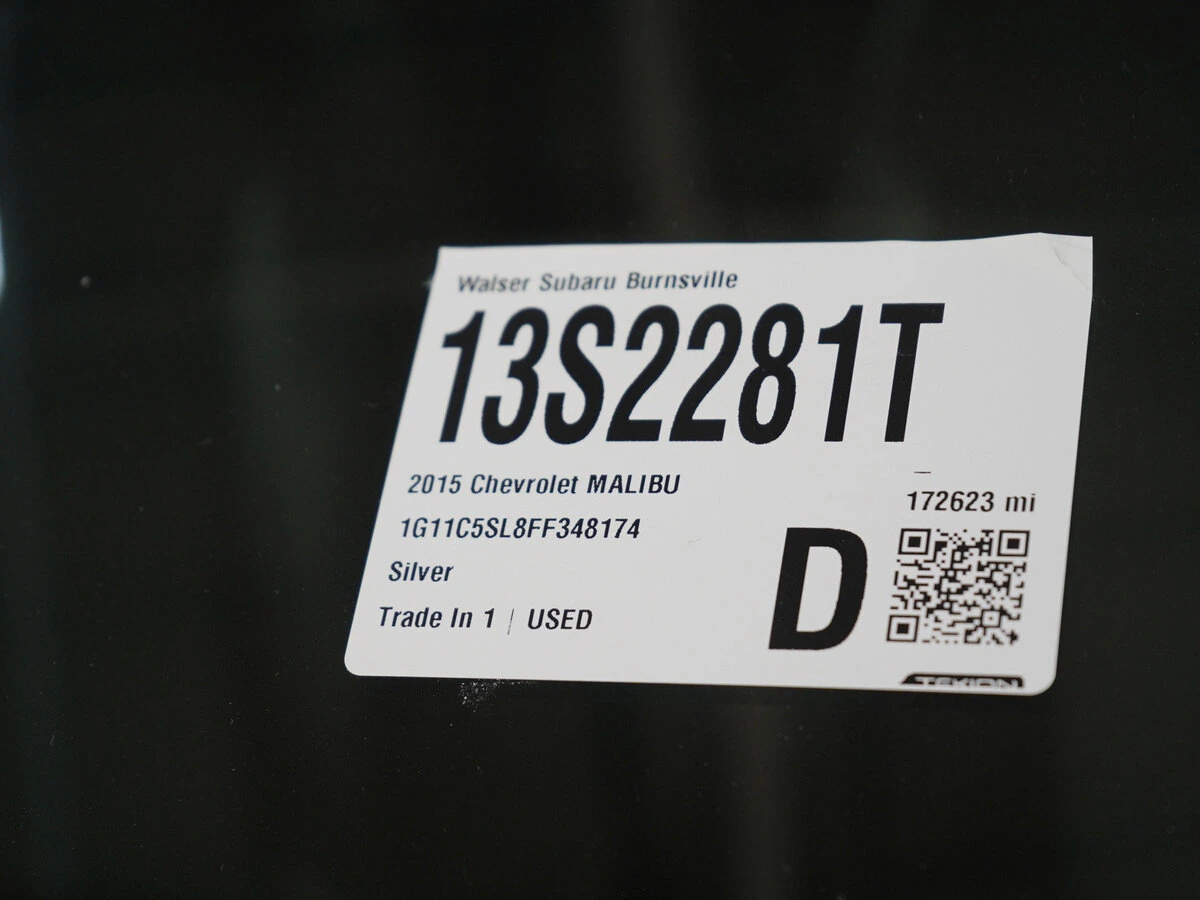 Walser Subaru Burnsville
13S2281T
2015 Chevrolet MALIBU
172623 mi
1G11C5SL8FF348174
Silver
D
Trade In 1 | USED
TEKION